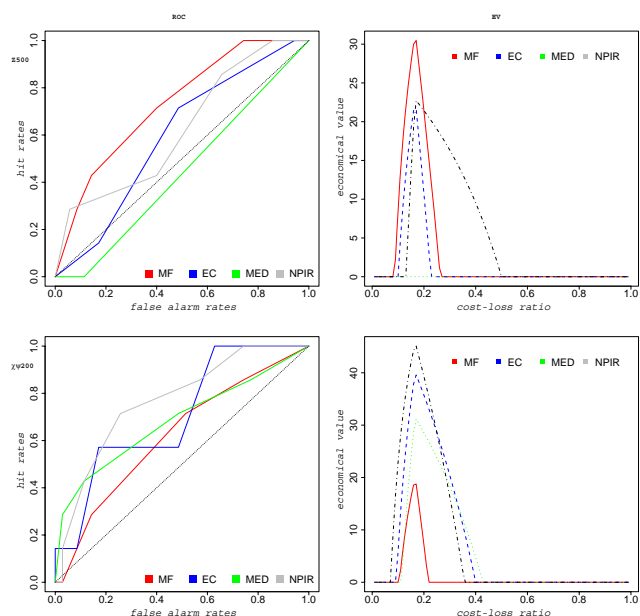 ROC
EV
Z500
hit rates
0.0 0.2 0.4 0.6 0.8 1.0
MF EC MED NPIR
0.0 0.2 0.4 0.6 0.8 1.0
false alarm rates
economical value
0 5 10 15 20 25 30
MF EC MED NPIR
0.0 0.2 0.4 0.6 0.8 1.0
cost-loss ratio
χψ200
hit rates
0.0 0.2 0.4 0.6 0.8 1.0
MF EC MED NPIR
0.0 0.2 0.4 0.6 0.8 1.0
false alarm rates
economical value
0 10 20 30 40
MF EC MED NPIR
0.0 0.2 0.4 0.6 0.8 1.0
cost-loss ratio